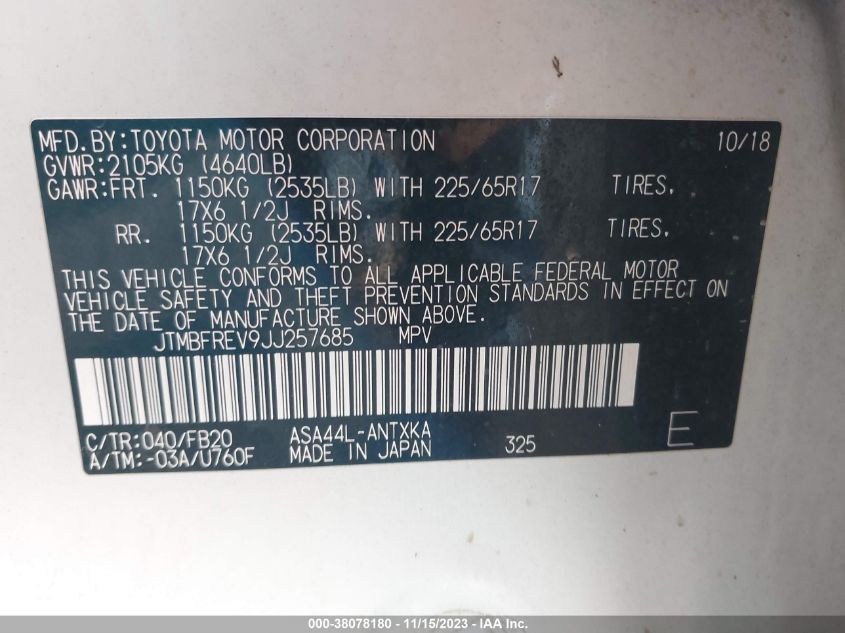 MFD.BY:TOYOTA MOTOR CORPORATION 10/18
GVWR:2105KG (4640LB)
GAWR:FRT. 1150KG (2535LB) WITH 225/65R17 TIRES,
17X6 1/2J RIMS.
RR. 1150KG (2535LB) WITH 225/65R17 TIRES,
17X6 1/2J RIMS.
THIS VEHICLE CONFORMS TO ALL APPLICABLE FEDERAL MOTOR
VEHICLE SAFETY AND THEFT PREVENTION STANDARDS IN EFFECT ON
THE DATE OF MANUFACTURE SHOWN ABOVE.
JTMBFREV9JJ257685 MPV
C/TR:040/FB20 ASA44L-ANTXKA
A/TM:-03A/U760F MADE IN JAPAN 325 E
000-38078180 - 11/15/2023 - IAA Inc.